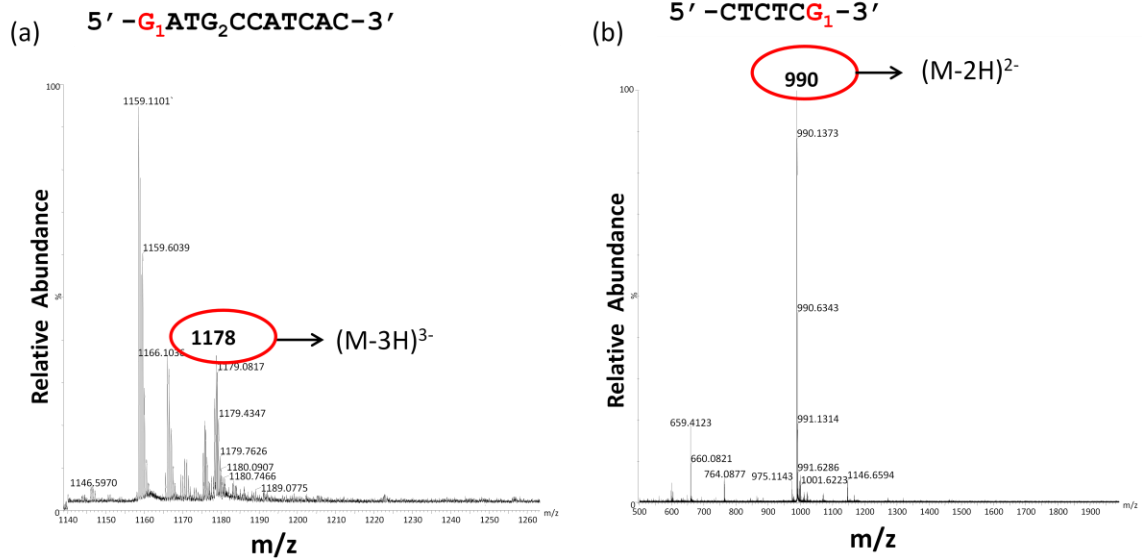 (a)
5’ -G₁ATG₂CCATCAC-3’
100
Relative Abundance
%
0
1159.1101`
1159.6039
1178
(M-3H)³⁻
1179.0817
1179.4347
1179.7626
1180.0907
1180.7466
1189.0775
1146.5970
1140 1150 1160 1170 1180 1190 1200 1210 1220 1230 1240 1250 1260 m/z
m/z
(b)
5’ -CTCTCG₁-3’
100
Relative Abundance
%
0
990
(M-2H)²⁻
990.1373
990.6343
991.1314
991.6286
1001.6223
1146.6594
659.4123
660.0821
764.0877
975.1143
500 600 700 800 900 1000 1100 1200 1300 1400 1500 1600 1700 1800 1900 m/z
m/z